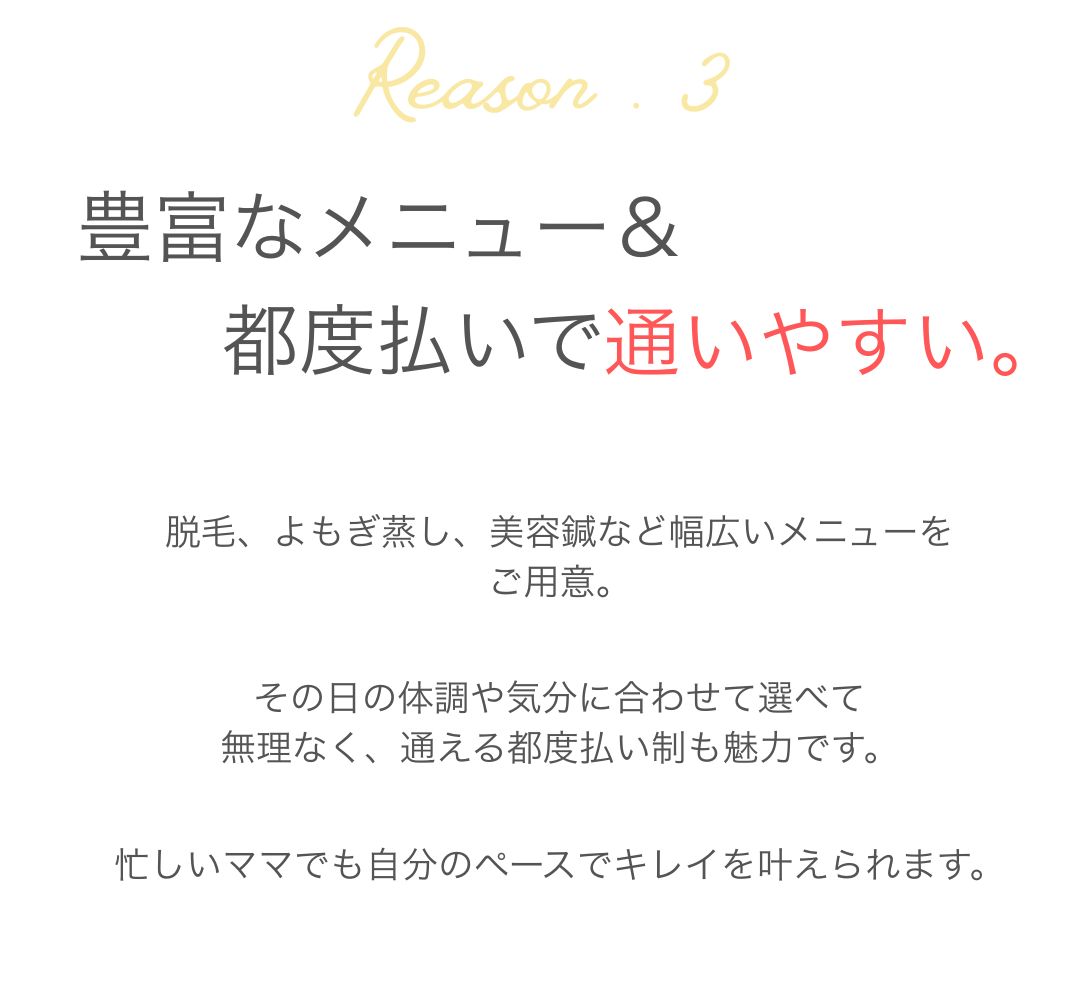 Reason . 3
豊富なメニュー＆
都度払いで通いやすい。
脱毛、よもぎ蒸し、美容鍼など幅広いメニューを
ご用意。
その日の体調や気分に合わせて選べて
無理なく、通える都度払い制も魅力です。
忙しいママでも自分のペースでキレイを叶えられます。